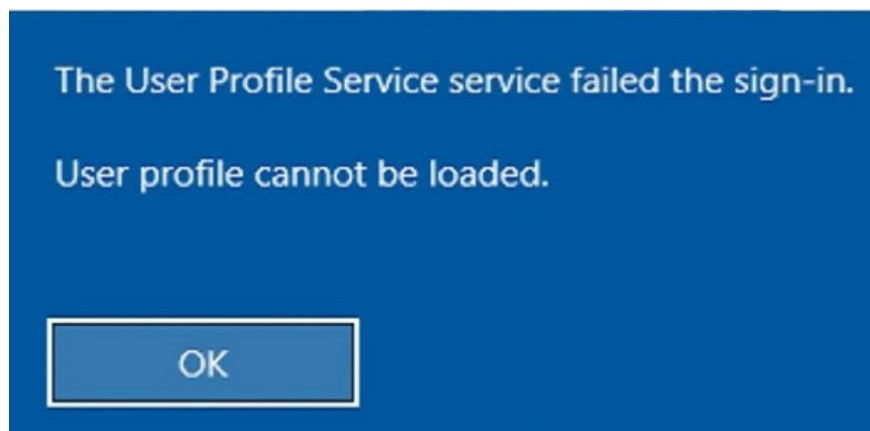 The User Profile Service service failed the sign-in.
User profile cannot be loaded.
OK